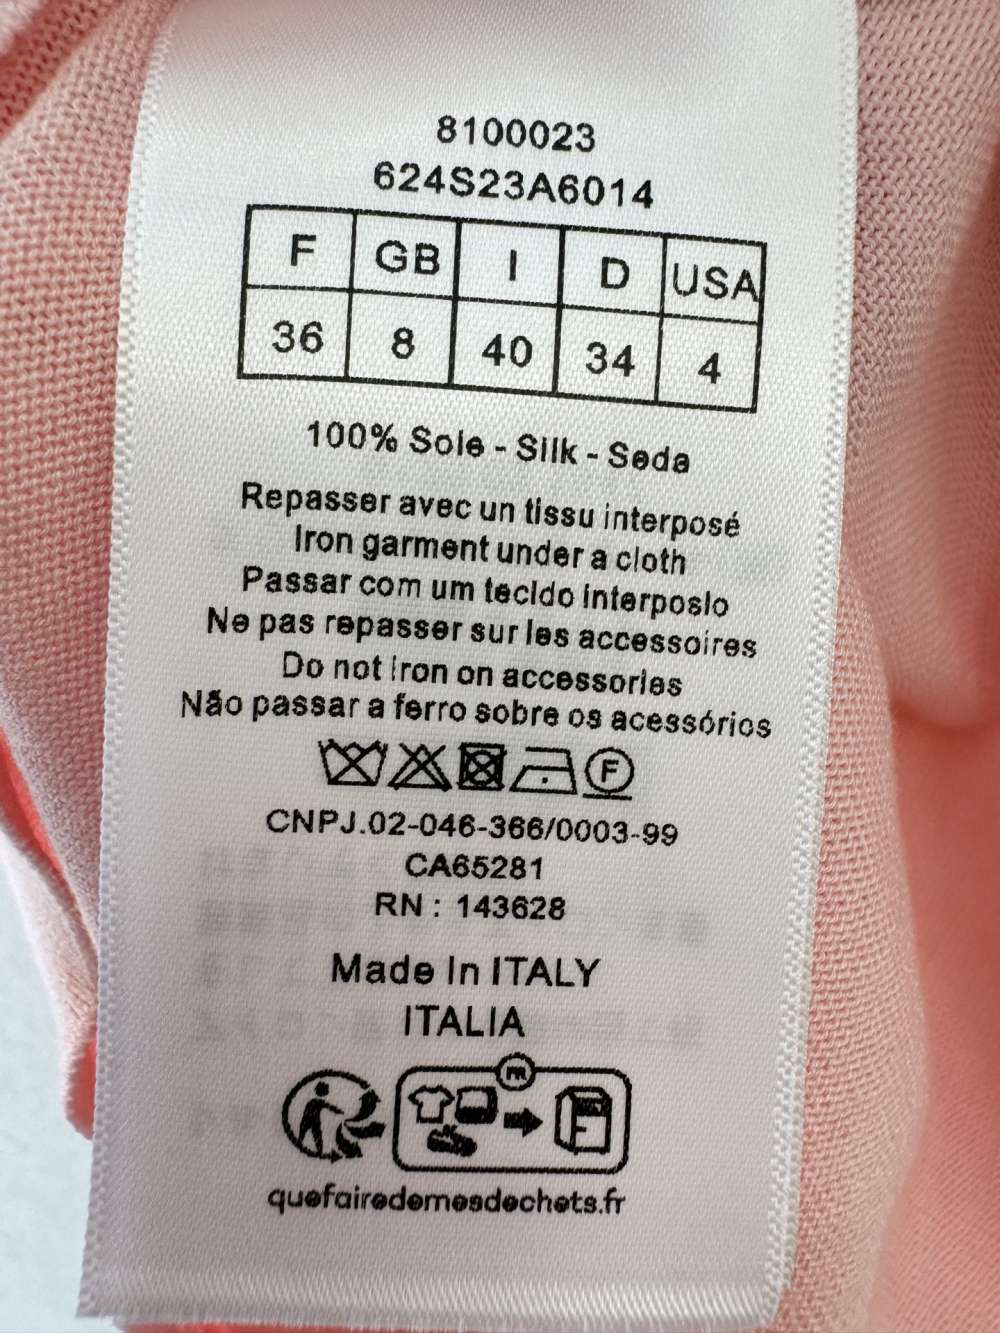 8100023
624S23A6014
F GB I D USA
36 8 40 34 4
100% Soie - Silk - Seda
Repasser avec un tissu interposé
Iron garment under a cloth
Passar com um tecido interposto
Ne pas repasser sur les accessoires
Do not iron on accessories
Não passar a ferro sobre os acessórios
F
CNPJ.02-046-366/0003-99
CA65281
RN : 143628
Made In ITALY
ITALIA
FR
quefairedemesdechets.fr